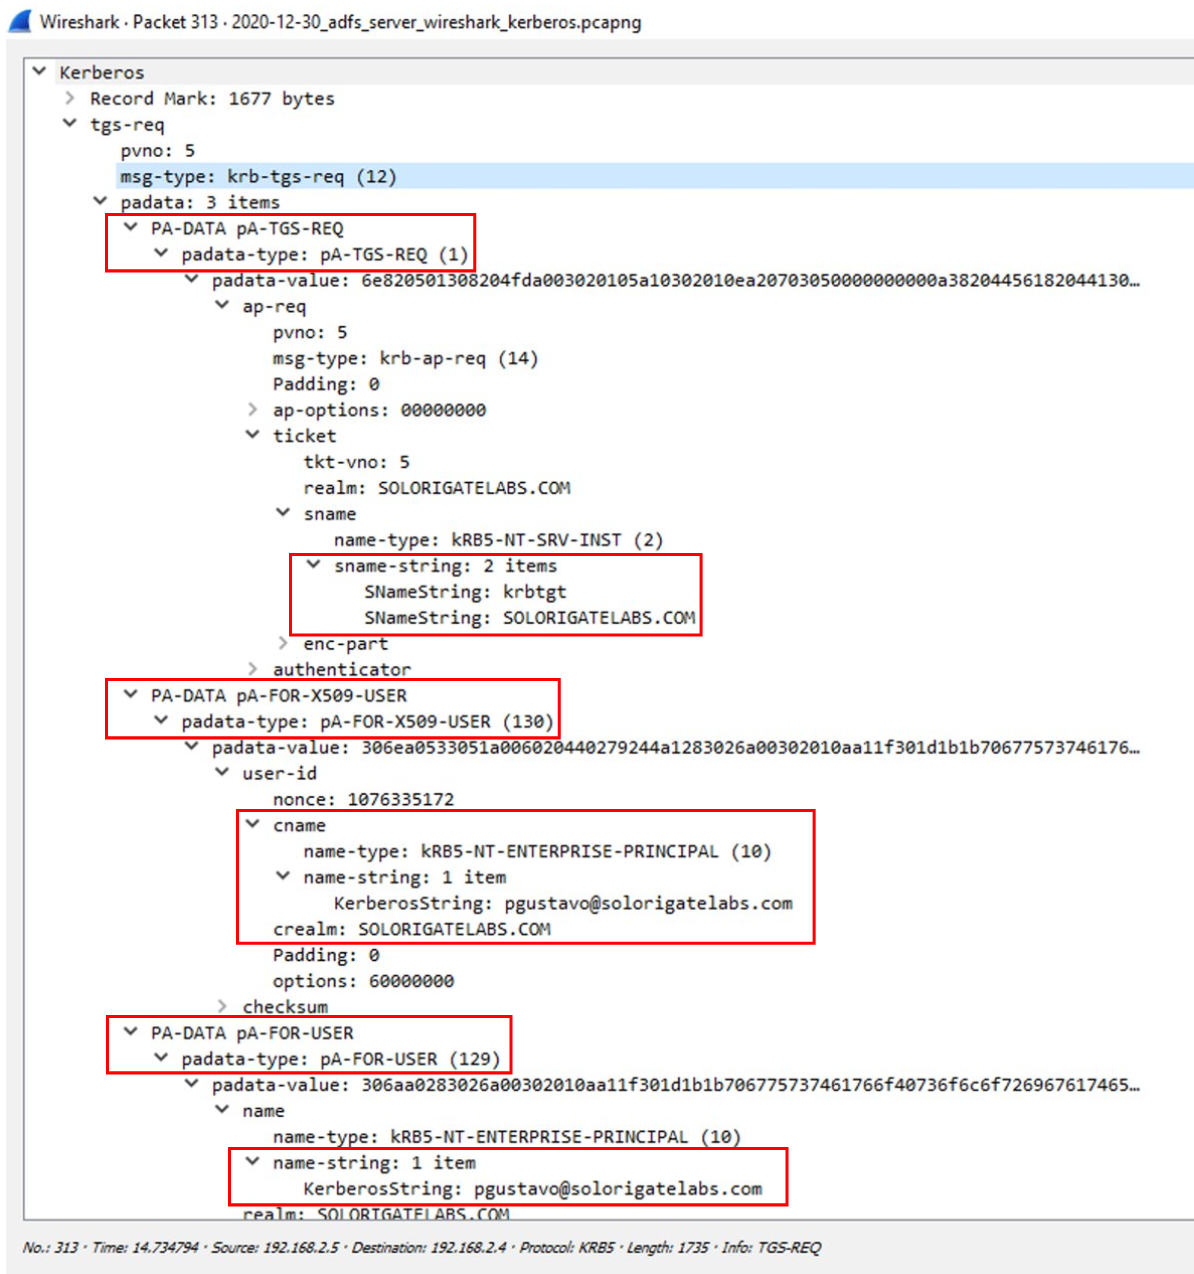 Wireshark · Packet 313 · 2020-12-30_adfs_server_wireshark_kerberos.pcapng
Kerberos
Record Mark: 1677 bytes
tgs-req
pvno: 5
msg-type: krb-tgs-req (12)
padata: 3 items
PA-DATA pA-TGS-REQ
padata-type: pA-TGS-REQ (1)
padata-value: 6e820501308204fda003020105a10302010ea20703050000000000a38204456182044130…
ap-req
pvno: 5
msg-type: krb-ap-req (14)
Padding: 0
ap-options: 00000000
ticket
tkt-vno: 5
realm: SOLORIGATELABS.COM
sname
name-type: kRB5-NT-SRV-INST (2)
sname-string: 2 items
SNameString: krbtgt
SNameString: SOLORIGATELABS.COM
enc-part
authenticator
PA-DATA pA-FOR-X509-USER
padata-type: pA-FOR-X509-USER (130)
padata-value: 306ea0533051a006020440279244a1283026a00302010aa11f301d1b1b70677573746176…
user-id
nonce: 1076335172
cname
name-type: kRB5-NT-ENTERPRISE-PRINCIPAL (10)
name-string: 1 item
KerberosString: pgustavo@solorigatelabs.com
crealm: SOLORIGATELABS.COM
Padding: 0
options: 60000000
checksum
PA-DATA pA-FOR-USER
padata-type: pA-FOR-USER (129)
padata-value: 306aa0283026a00302010aa11f301d1b1b706775737461766f40736f6c6f726967617465…
name
name-type: kRB5-NT-ENTERPRISE-PRINCIPAL (10)
name-string: 1 item
KerberosString: pgustavo@solorigatelabs.com
realm: SOLORIGATELABS.COM
No.: 313 · Time: 14.734794 · Source: 192.168.2.5 · Destination: 192.168.2.4 · Protocol: KRB5 · Length: 1735 · Info: TGS-REQ